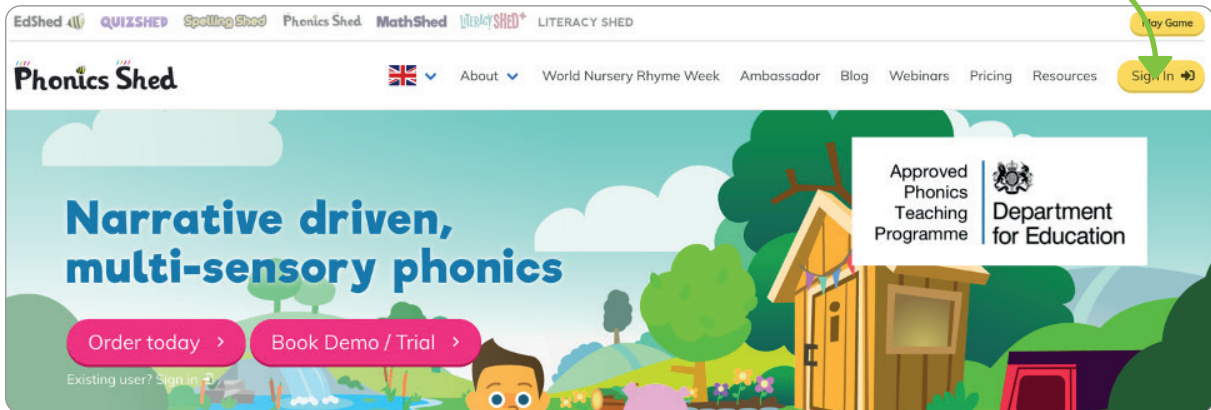 EdShed QUIZSHED Spelling Shed Phonics Shed MathShed LITERACY SHED+ LITERACY SHED
Play Game
Phonics Shed
About World Nursery Rhyme Week Ambassador Blog Webinars Pricing Resources Sign In
Approved
Phonics
Teaching
Programme
Department
for Education
Narrative driven,
multi-sensory phonics
Order today Book Demo / Trial
Existing user? Sign in